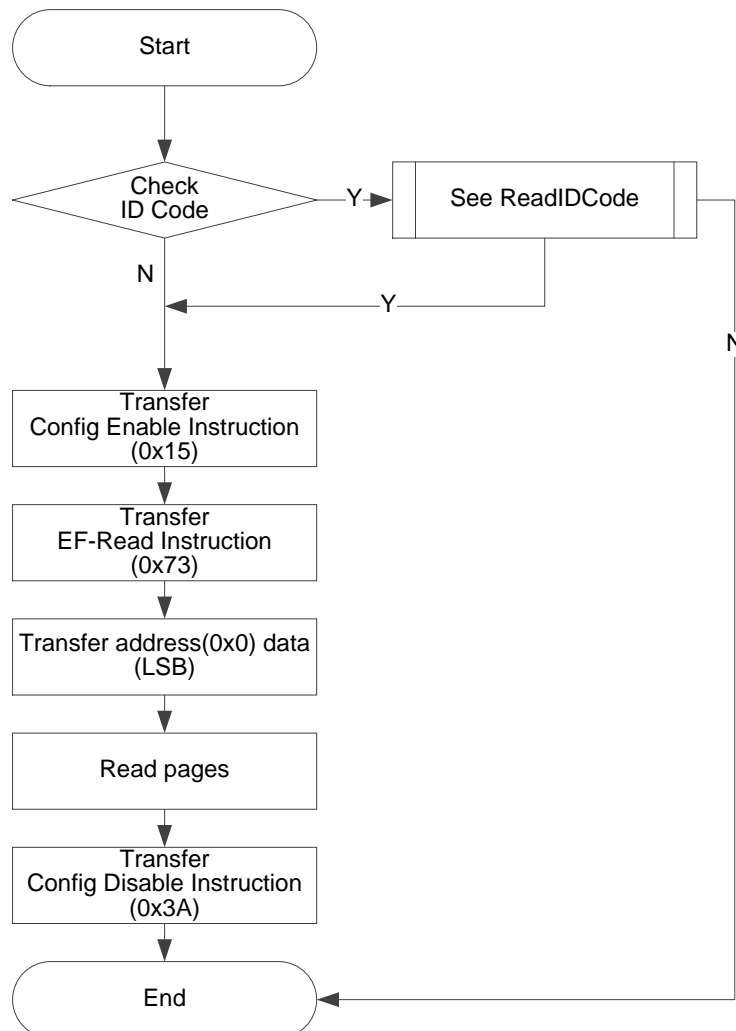 Start
Check
ID Code
Y
See ReadIDCode
N
Y
N
Transfer
Config Enable Instruction
(0x15)
Transfer
EF-Read Instruction
(0x73)
Transfer address(0x0) data
(LSB)
Read pages
Transfer
Config Disable Instruction
(0x3A)
End